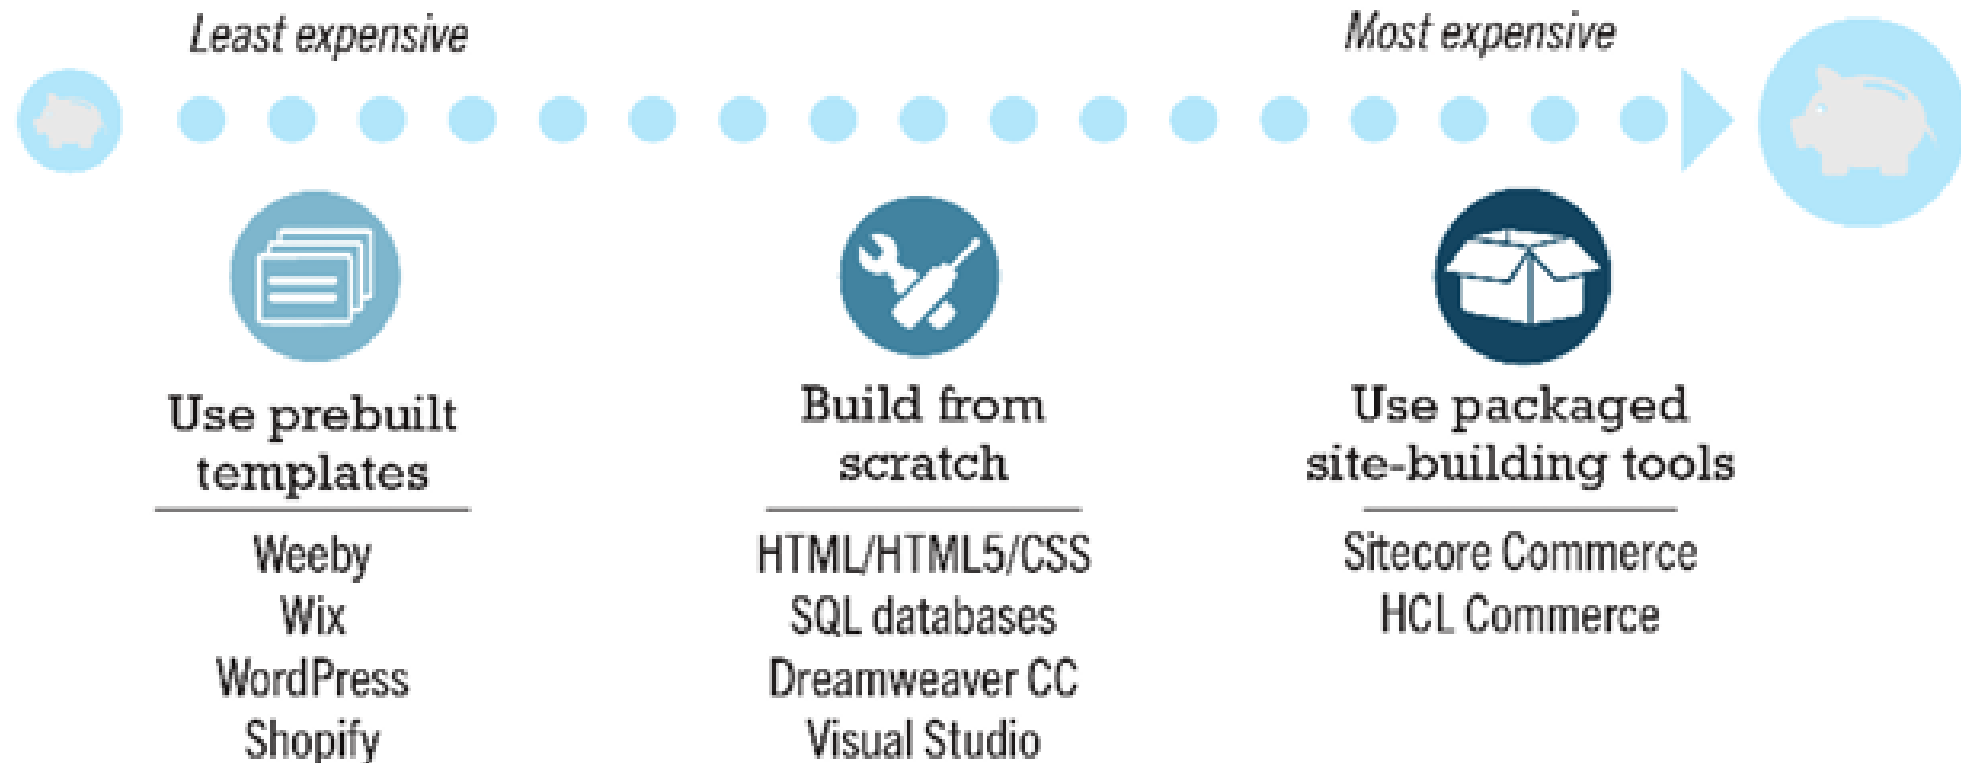 Least expensive
Most expensive
Use prebuilt
templates
Weeby
Wix
WordPress
Shopify
Build from
scratch
HTML/HTML5/CSS
SQL databases
Dreamweaver CC
Visual Studio
Use packaged
site-building tools
Sitecore Commerce
HCL Commerce